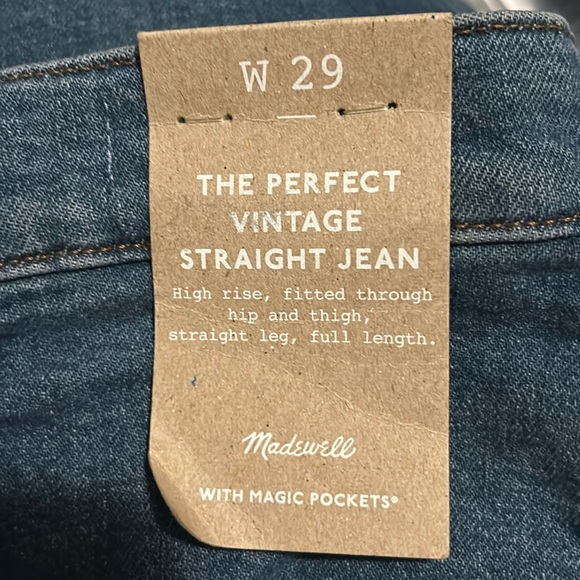 W 29
THE PERFECT
VINTAGE
STRAIGHT JEAN
High rise, fitted through
hip and thigh,
straight leg, full length.
Madewell
WITH MAGIC POCKETS®